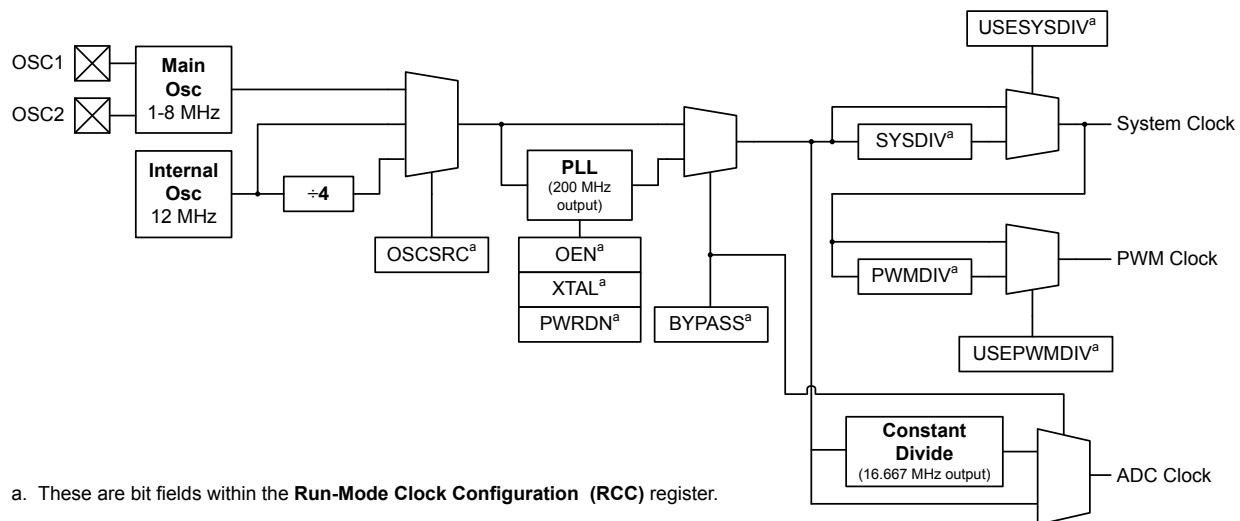 USESYSDIVa
OSC1
OSC2
Main
Osc
1-8 MHz
System Clock
SYSDIVa
Internal
Osc
12 MHz
÷4
PLL
(200 MHz
output)
OSCSRCa
OENa
XTALa
PWRDNa
BYPASSa
PWM Clock
PWMDIVa
USEPWMDIVa
Constant
Divide
(16.667 MHz output)
ADC Clock
a. These are bit fields within the Run-Mode Clock Configuration (RCC) register.